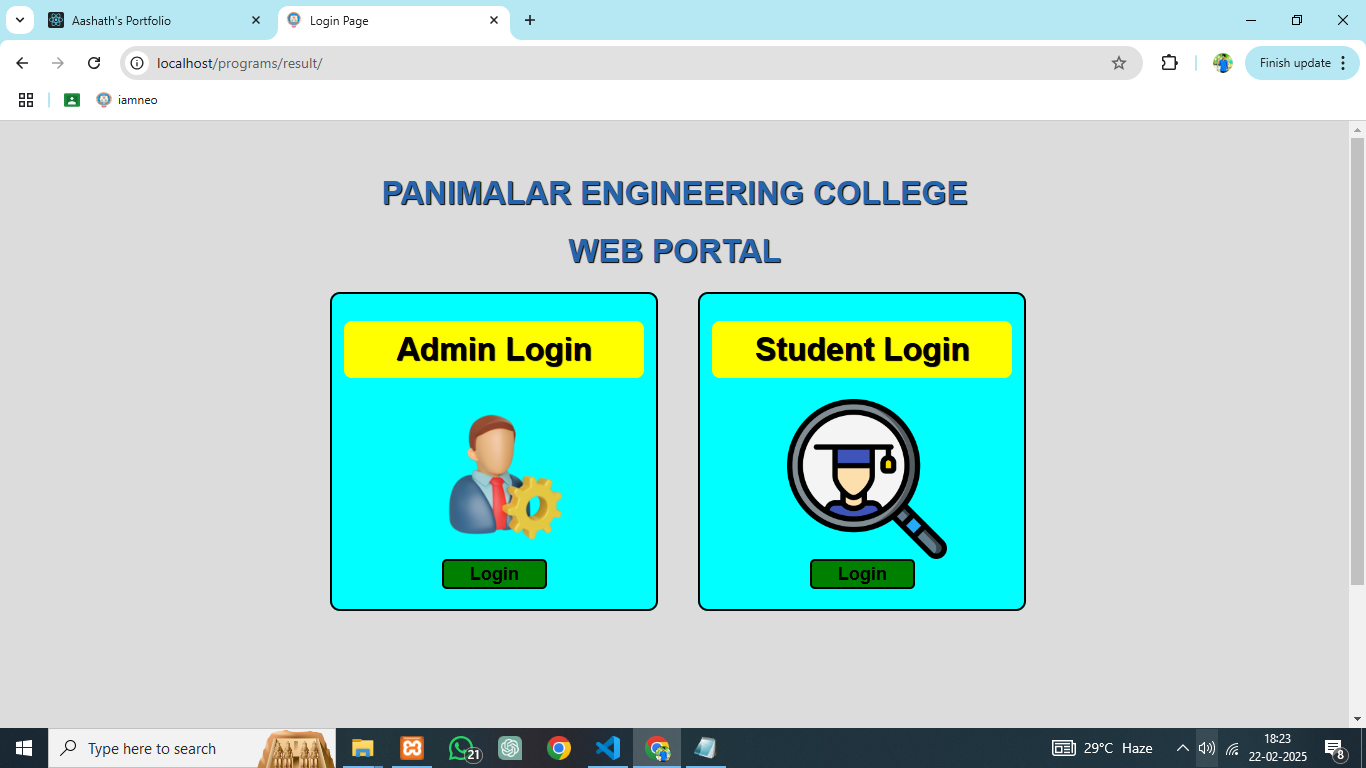 Aashath's Portfolio
Login Page
localhost/programs/result/
Finish update
iamneo
PANIMALAR ENGINEERING COLLEGE
WEB PORTAL
Admin Login
Student Login
Login
Login
Type here to search
21
29°C Haze
18:23
22-02-2025
8